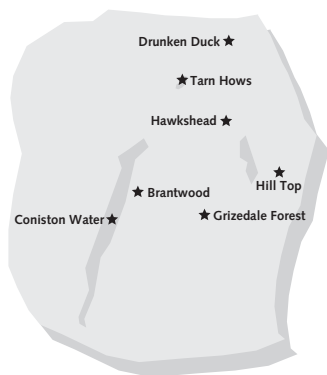 Drunken Duck
Tarn Hows
Hawkshead
Hill Top
Brantwood
Coniston Water
Grizedale Forest